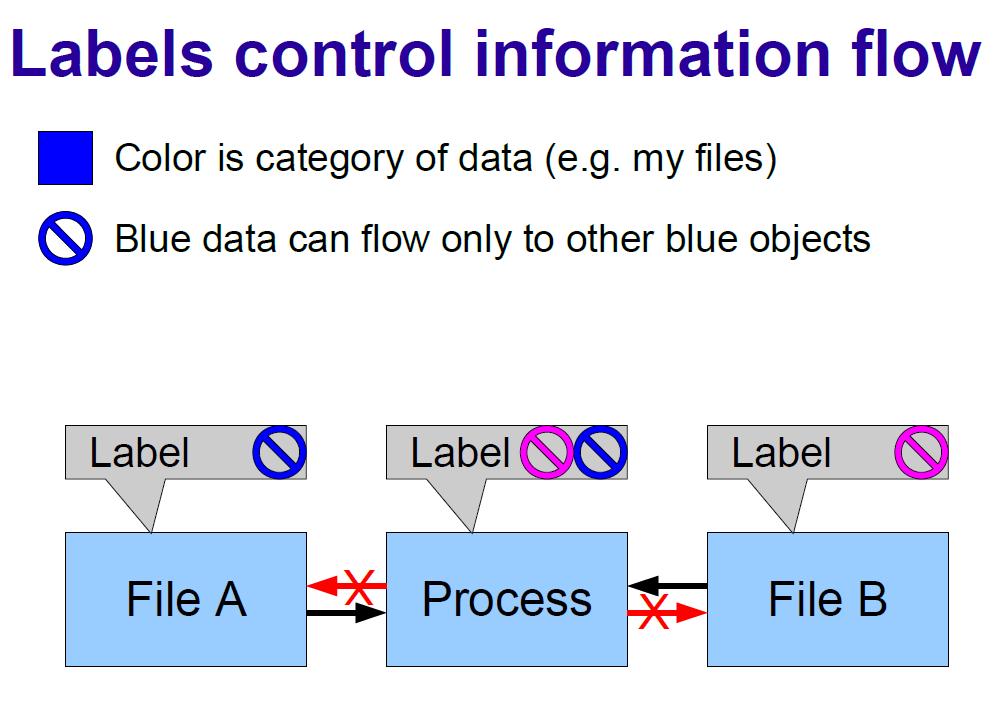 Labels control information flow
Color is category of data (e.g. my files)
Blue data can flow only to other blue objects
Label
Label
Label
File A
X
Process
X
File B